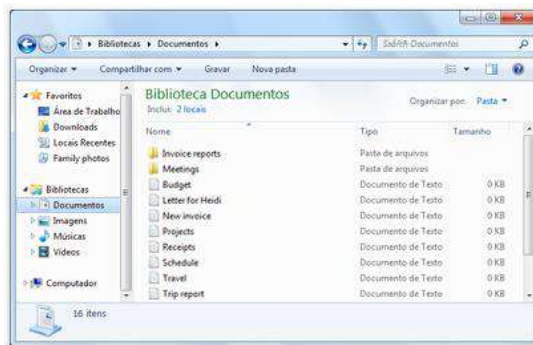 Bibliotecas ▸ Documentos ▸
Documentos
Organizar ▾ Compartilhar com ▾ Gravar Nova pasta
Favoritos
Área de Trabalho
Downloads
Locais Recentes
Family photos
Bibliotecas
Documentos
Imagens
Músicas
Vídeos
Computador
Biblioteca Documentos
Inclui: 2 locais
Organizar por: Pasta ▾
Nome Tipo Tamanho
Invoice reports Pasta de arquivos
Meetings Pasta de arquivos
Budget Documento de Texto 0 KB
Letter for Heidi Documento de Texto 0 KB
New invoice Documento de Texto 0 KB
Projects Documento de Texto 0 KB
Receipts Documento de Texto 0 KB
Schedule Documento de Texto 0 KB
Travel Documento de Texto 0 KB
Trip report Documento de Texto 0 KB
16 itens